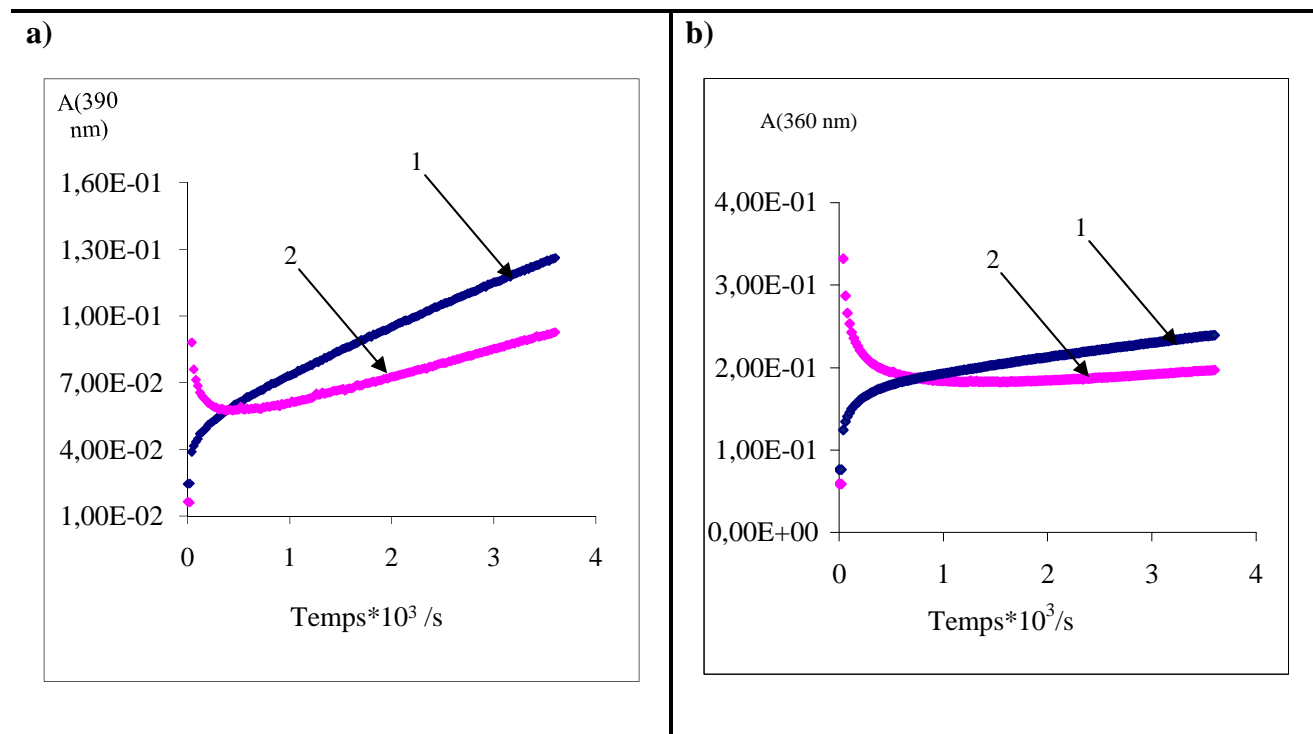 a)
A(390
nm)
1
1,60E-01
1,30E-01
2
1,00E-01
7,00E-02
4,00E-02
1,00E-02
0 1 2 3 4
Temps*10³ /s
b)
A(360 nm)
4,00E-01
1
2
3,00E-01
2,00E-01
1,00E-01
0,00E+00
0 1 2 3 4
Temps*10³/s